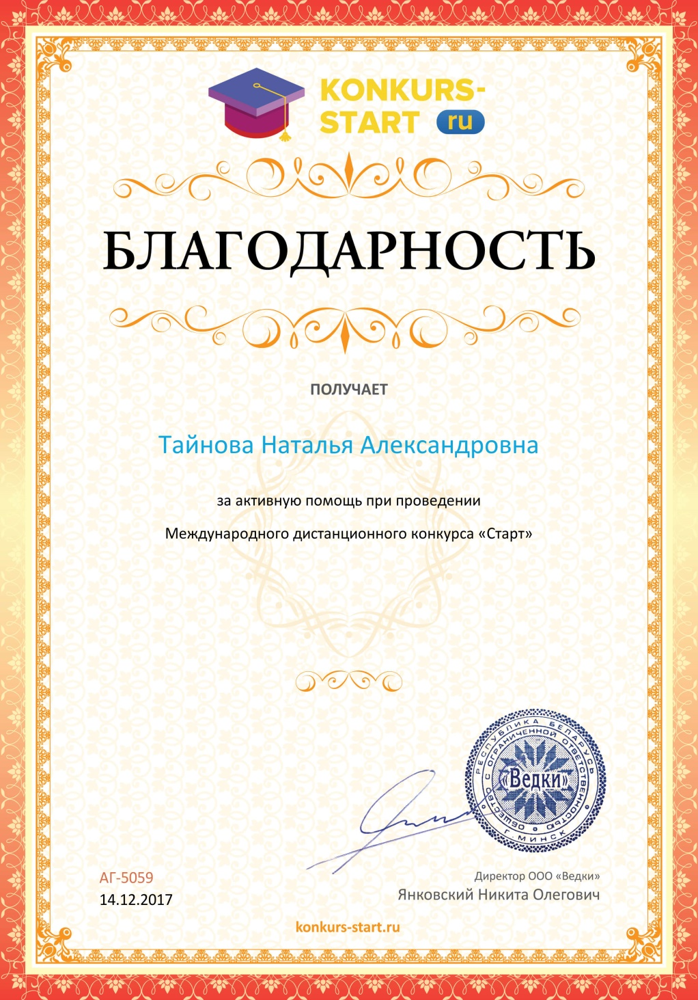 KONKURS-
START ru
БЛАГОДАРНОСТЬ
ПОЛУЧАЕТ
Тайнова Наталья Александровна
за активную помощь при проведении
Международного дистанционного конкурса «Старт»
РЕСПУБЛИКА БЕЛАРУСЬ
ОБЩЕСТВО С ОГРАНИЧЕННОЙ ОТВЕТСТВЕННОСТЬЮ
«Ведки»
Г. МИНСК
АГ-5059
14.12.2017
Директор ООО «Ведки»
Янковский Никита Олегович
konkurs-start.ru